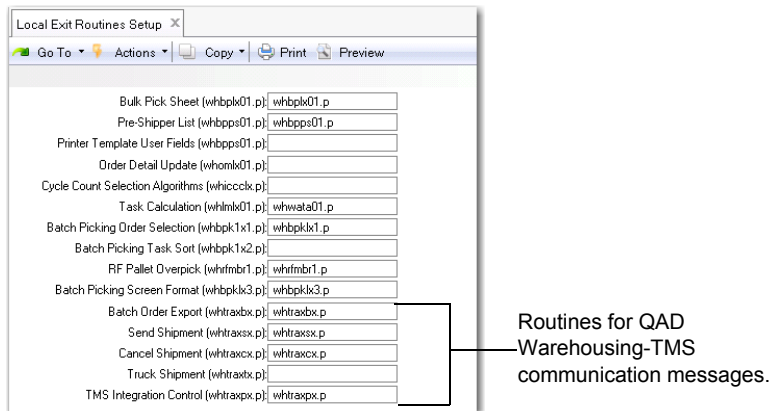 Local Exit Routines Setup
Go To Actions Copy Print Preview
Bulk Pick Sheet (whbplx01.p): whbplx01.p
Pre-Shipper List (whbpps01.p): whbpps01.p
Printer Template User Fields (whbpps01.p):
Order Detail Update (whomlx01.p):
Cycle Count Selection Algorithms (whiccclx.p):
Task Calculation (whlmlx01.p): whwata01.p
Batch Picking Order Selection (whbpk1x1.p): whbpklx1.p
Batch Picking Task Sort (whbpk1x2.p):
RF Pallet Overpick (whrfmbr1.p): whrfmbr1.p
Batch Picking Screen Format (whbpklx3.p): whbpklx3.p
Batch Order Export (whtraxbx.p): whtraxbx.p
Send Shipment (whtraxsx.p): whtraxsx.p
Cancel Shipment (whtraxcx.p): whtraxcx.p
Truck Shipment (whtraxtx.p):
TMS Integration Control (whtraxpx.p): whtraxpx.p
Routines for QAD
Warehousing-TMS
communication messages.